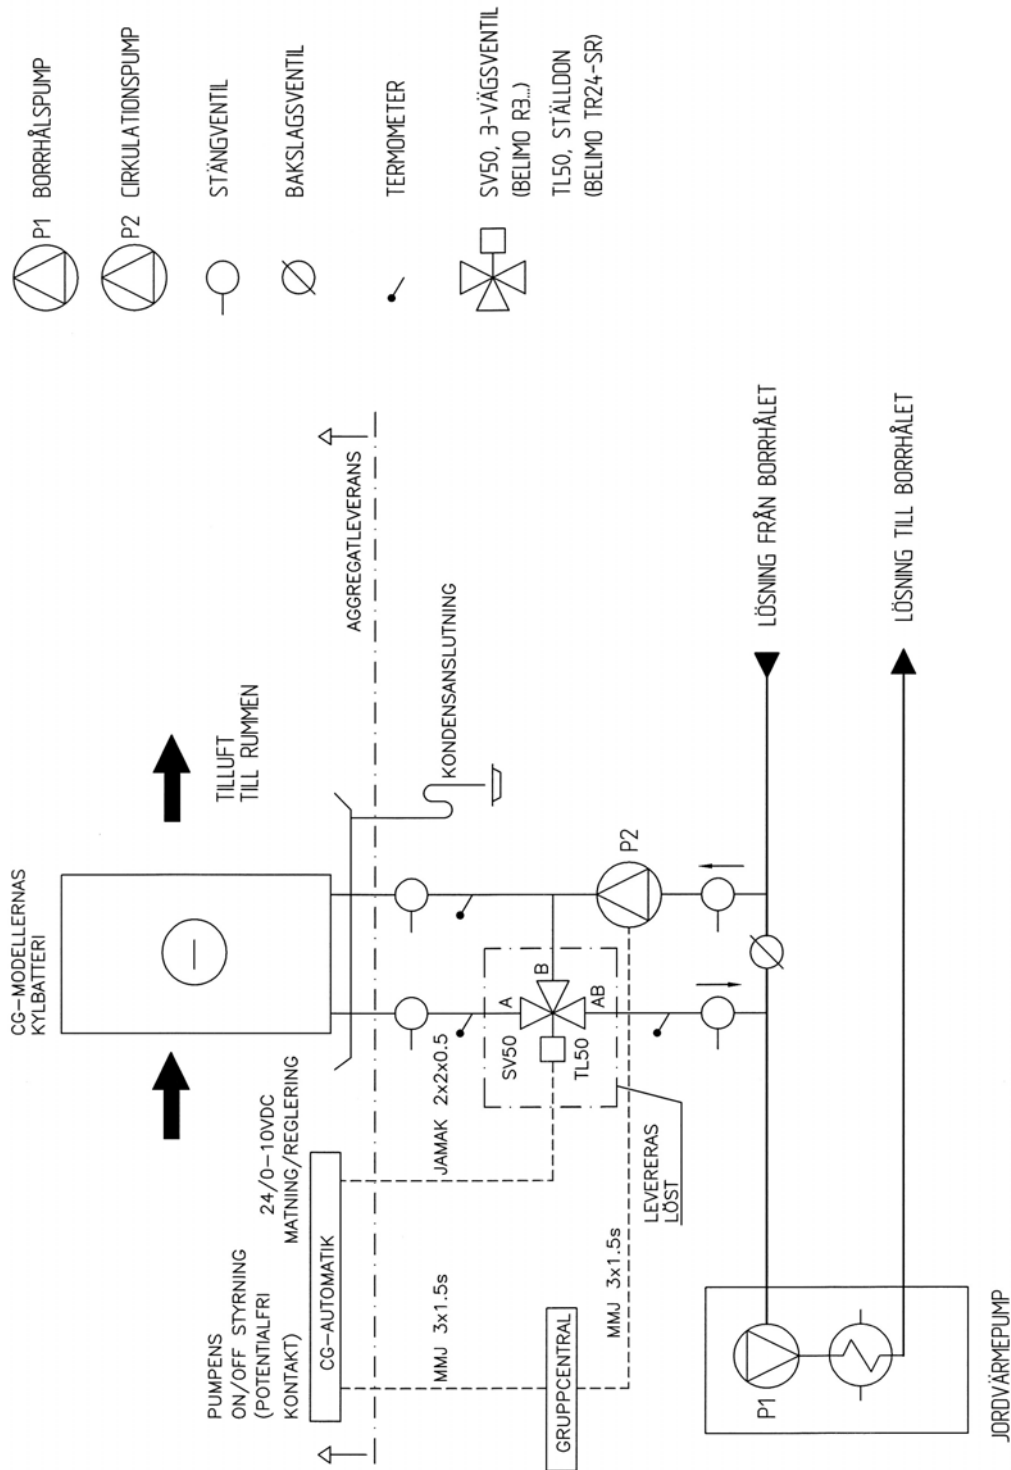 P1 BORRHÅLSPUMP
P2 CIRKULATIONSPUMP
STÄNGVENTIL
BAKSLAGSVENTIL
TERMOMETER
SV50, 3-VÄGSVENTIL
(BELIMO R3...)
TL50, STÄLLDON
(BELIMO TR24-SR)
CG-MODELLERNAS
KYLBATTERI
TILLUFT
TILL RUMMEN
AGGREGATLEVERANS
KONDENSANSLUTNING
PUMPENS
ON/OFF STYRNING
(POTENTIALFRI
KONTAKT)
24/0-10VDC
MATNING/REGLERING
CG-AUTOMATIK
MMJ 3x1.5s
JAMAK 2x2x0.5
SV50
A
B
AB
TL50
P2
LEVERERAS
LÖST
GRUPPCENTRAL
MMJ 3x1.5s
LÖSNING FRÅN BORRHÅLET
LÖSNING TILL BORRHÅLET
P1
JORDVÄRMEPUMP